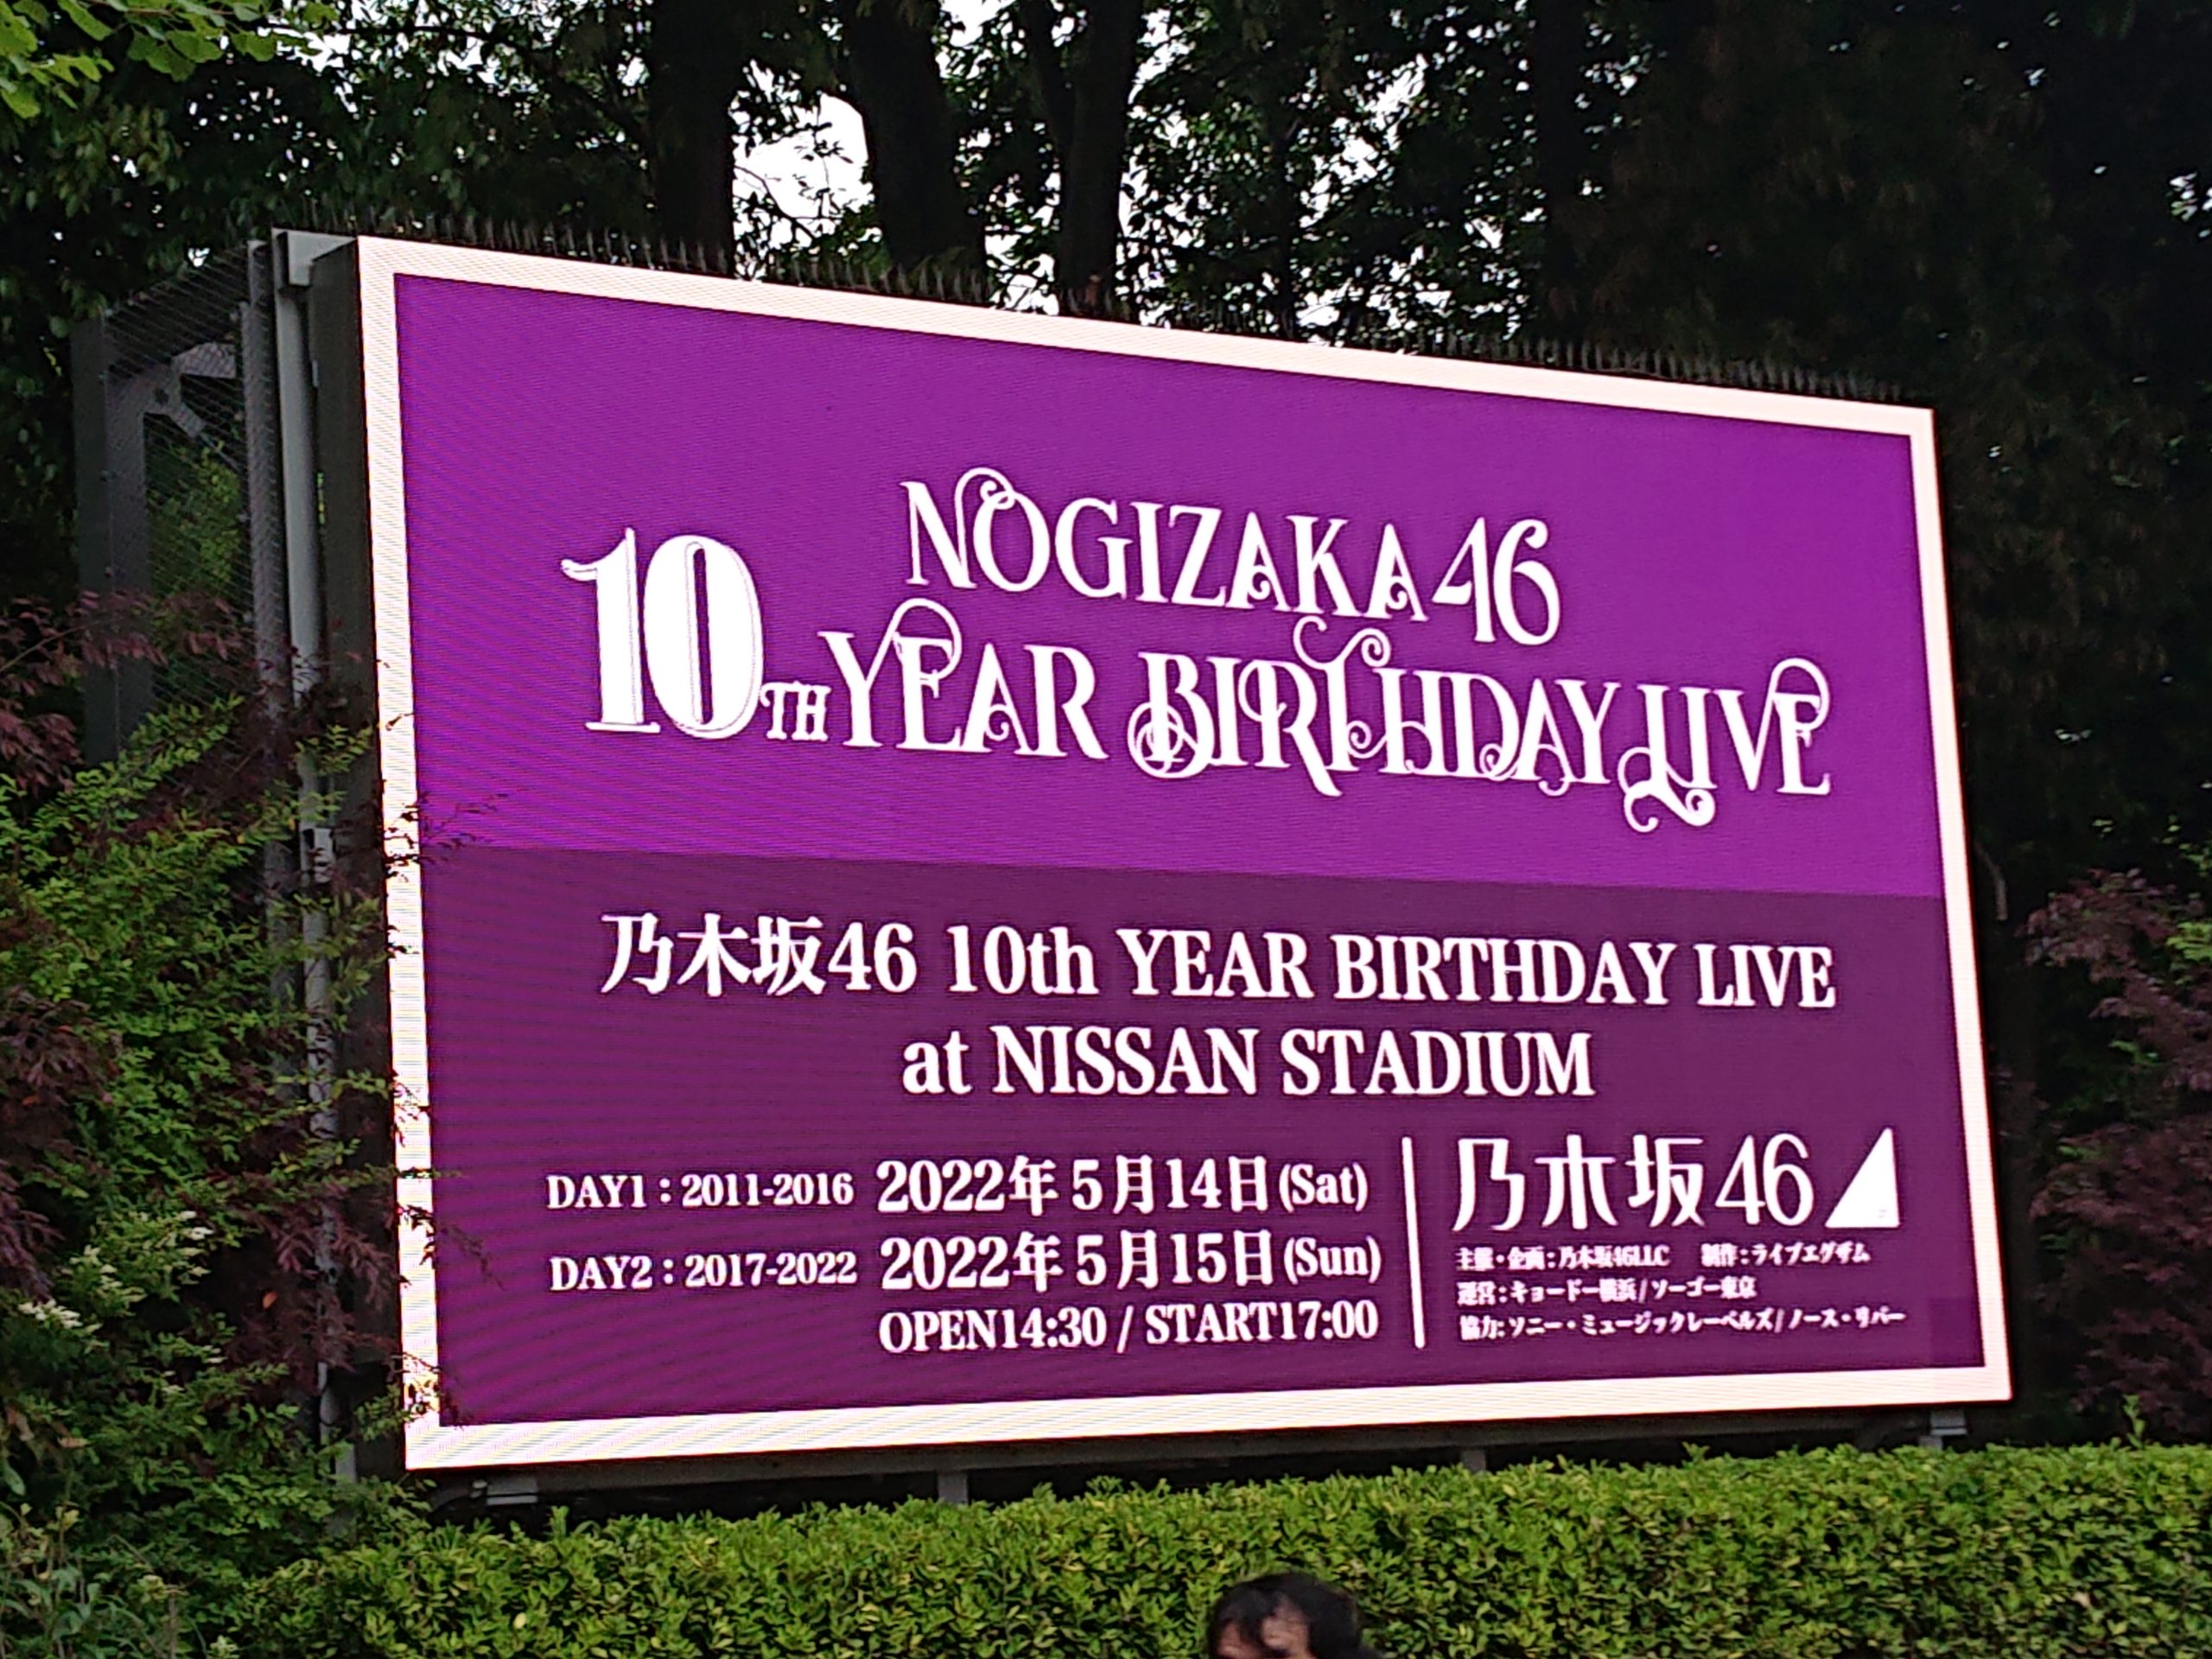 NOGIZAKA46
10TH YEAR BIRTHDAY LIVE
乃木坂46 10th YEAR BIRTHDAY LIVE
at NISSAN STADIUM
DAY1：2011-2016 2022年5月14日(Sat)
DAY2：2017-2022 2022年5月15日(Sun)
OPEN14:30 / START17:00
乃木坂46
主催・企画：乃木坂46LLC 制作：ライブエグザム
運営：キョードー横浜/ソーゴー東京
協力：ソニー・ミュージックレーベルズ/ノース・リバー